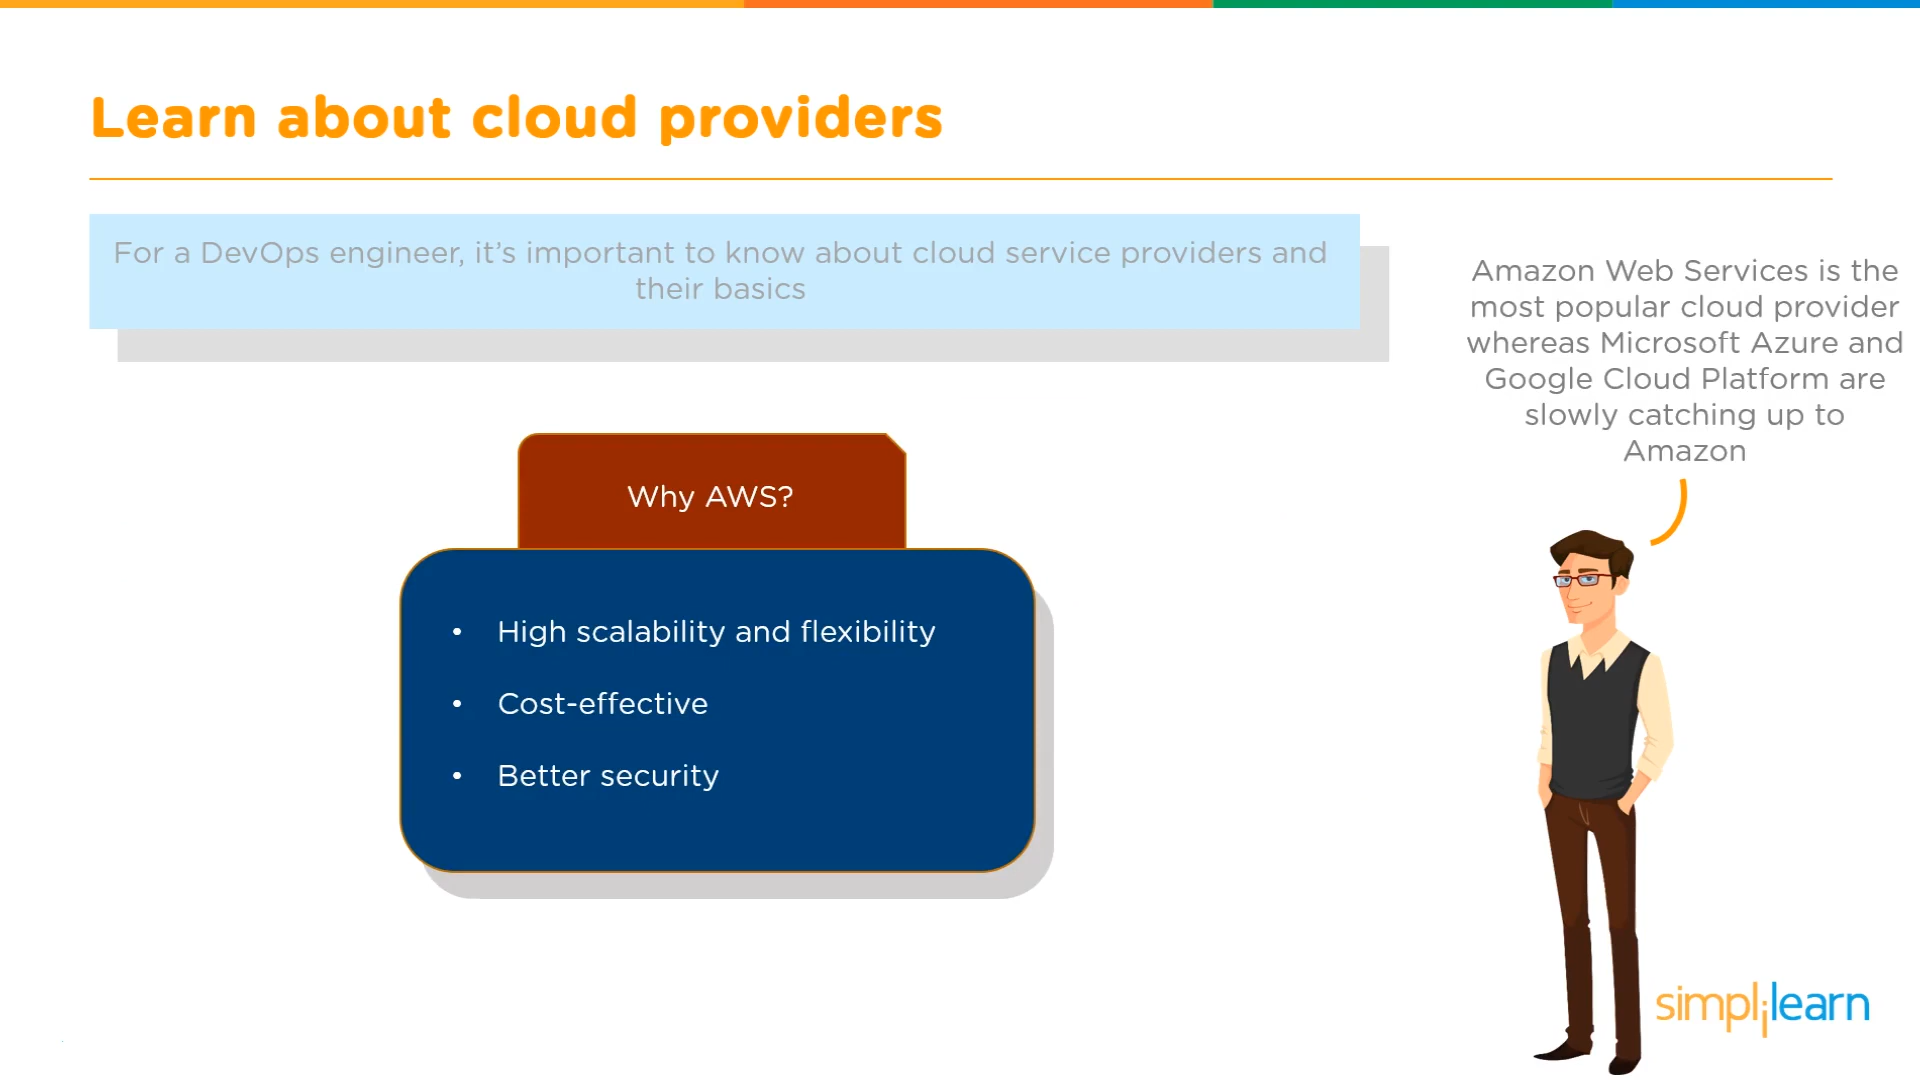 Learn about cloud providers
For a DevOps engineer, it’s important to know about cloud service providers and
their basics
Amazon Web Services is the
most popular cloud provider
whereas Microsoft Azure and
Google Cloud Platform are
slowly catching up to
Amazon
Why AWS?
• High scalability and flexibility
• Cost-effective
• Better security
simplilearn